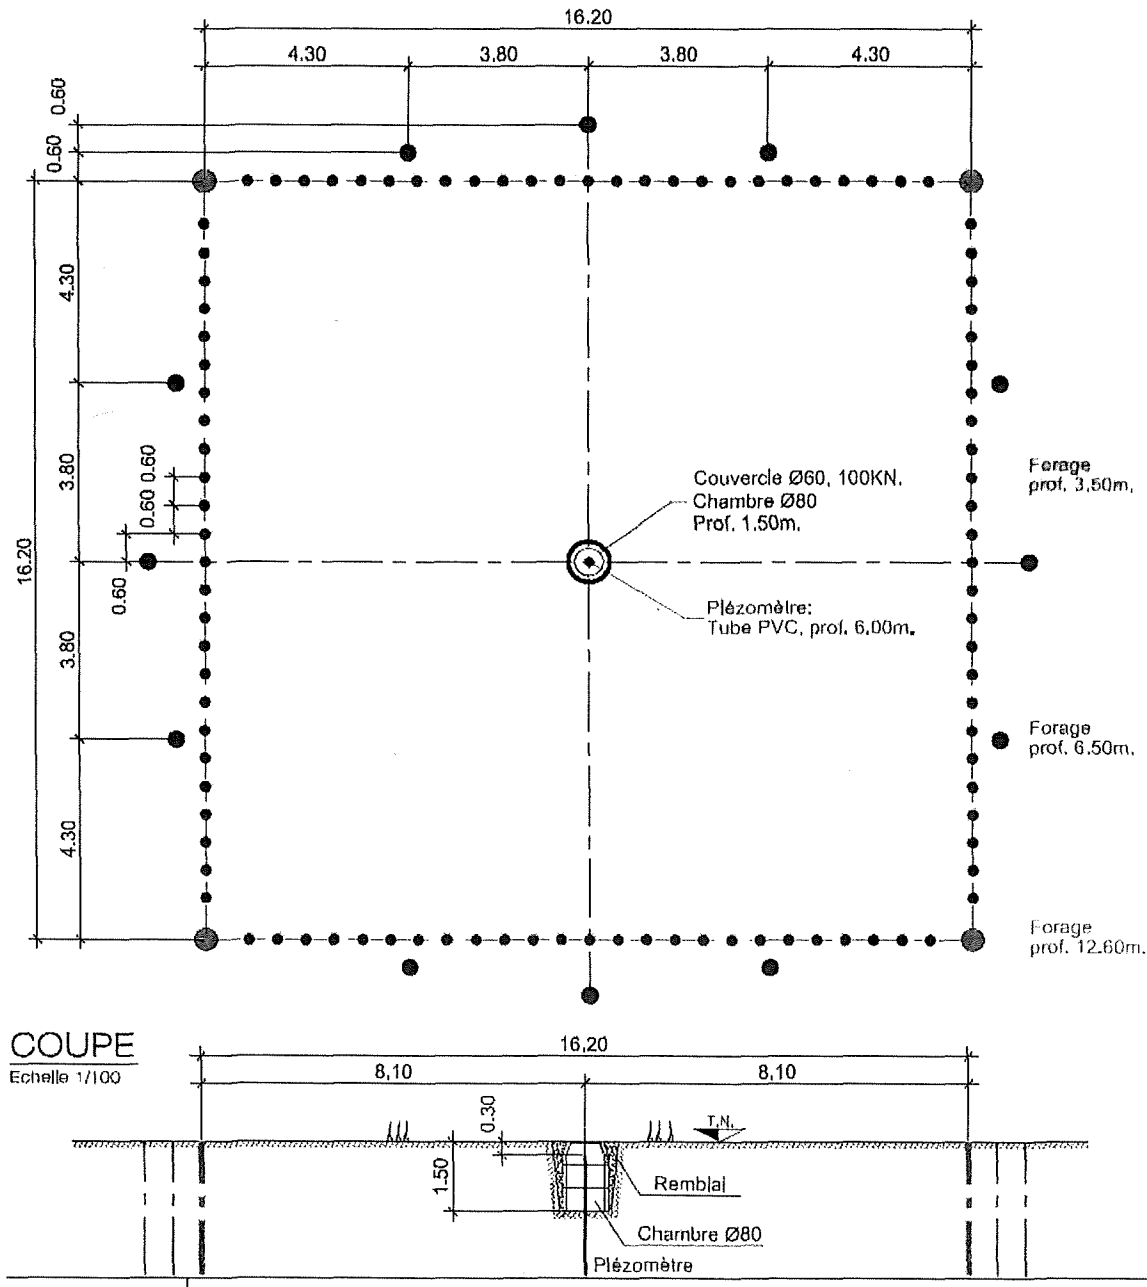 16.20
4.30
3.80
3.80
4.30
0.60
0.60
4.30
3.80
0.60
0.60
16.20
0.60
3.80
4.30
Couvercle Ø60, 100KN.
Chambre Ø80
Prof. 1.50m.
Piézomètre:
Tube PVC, prof. 6.00m.
Forage
prof. 3.50m.
Forage
prof. 6.50m.
Forage
prof. 12.60m.
COUPE
Echelle 1/100
16,20
8,10
8,10
0.30
T.N.
1.50
Remblai
Chambre Ø80
Piézomètre